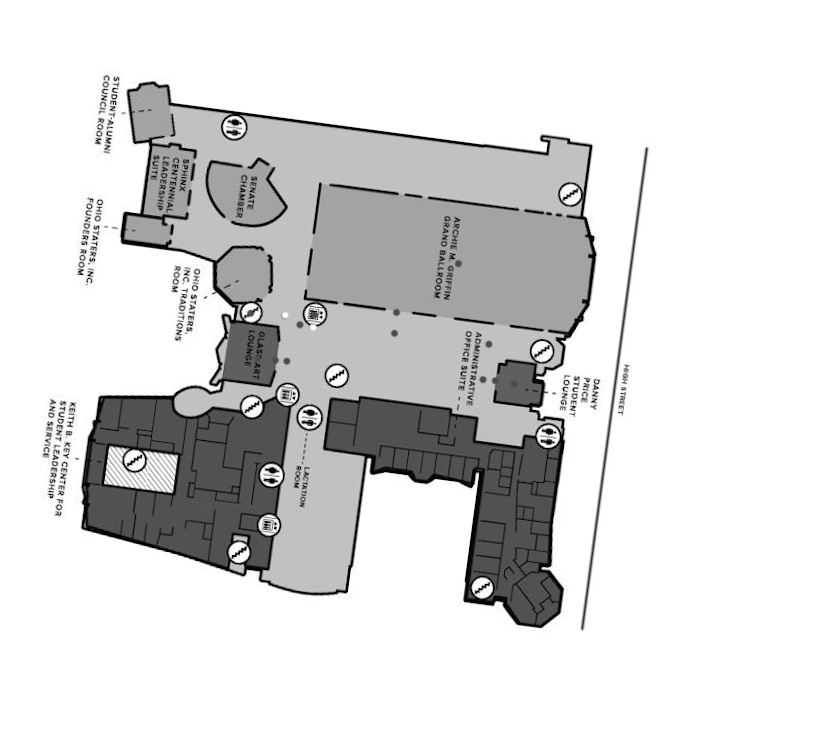 STUDENT-ALUMNI
COUNCIL ROOM
SPHINX
CENTENNIAL
LEADERSHIP
SUITE
OHIO STATERS, INC.
FOUNDERS ROOM
SENATE
CHAMBER
OHIO STATERS,
INC. TRADITIONS
ROOM
ARCHIE M. GRIFFIN
GRAND BALLROOM
GLASS ART
LOUNGE
ADMINISTRATIVE
OFFICE SUITE
DANNY
PRICE
STUDENT
LOUNGE
HIGH STREET
KEITH B. KEY CENTER FOR
STUDENT LEADERSHIP
AND SERVICE
LACTATION
ROOM